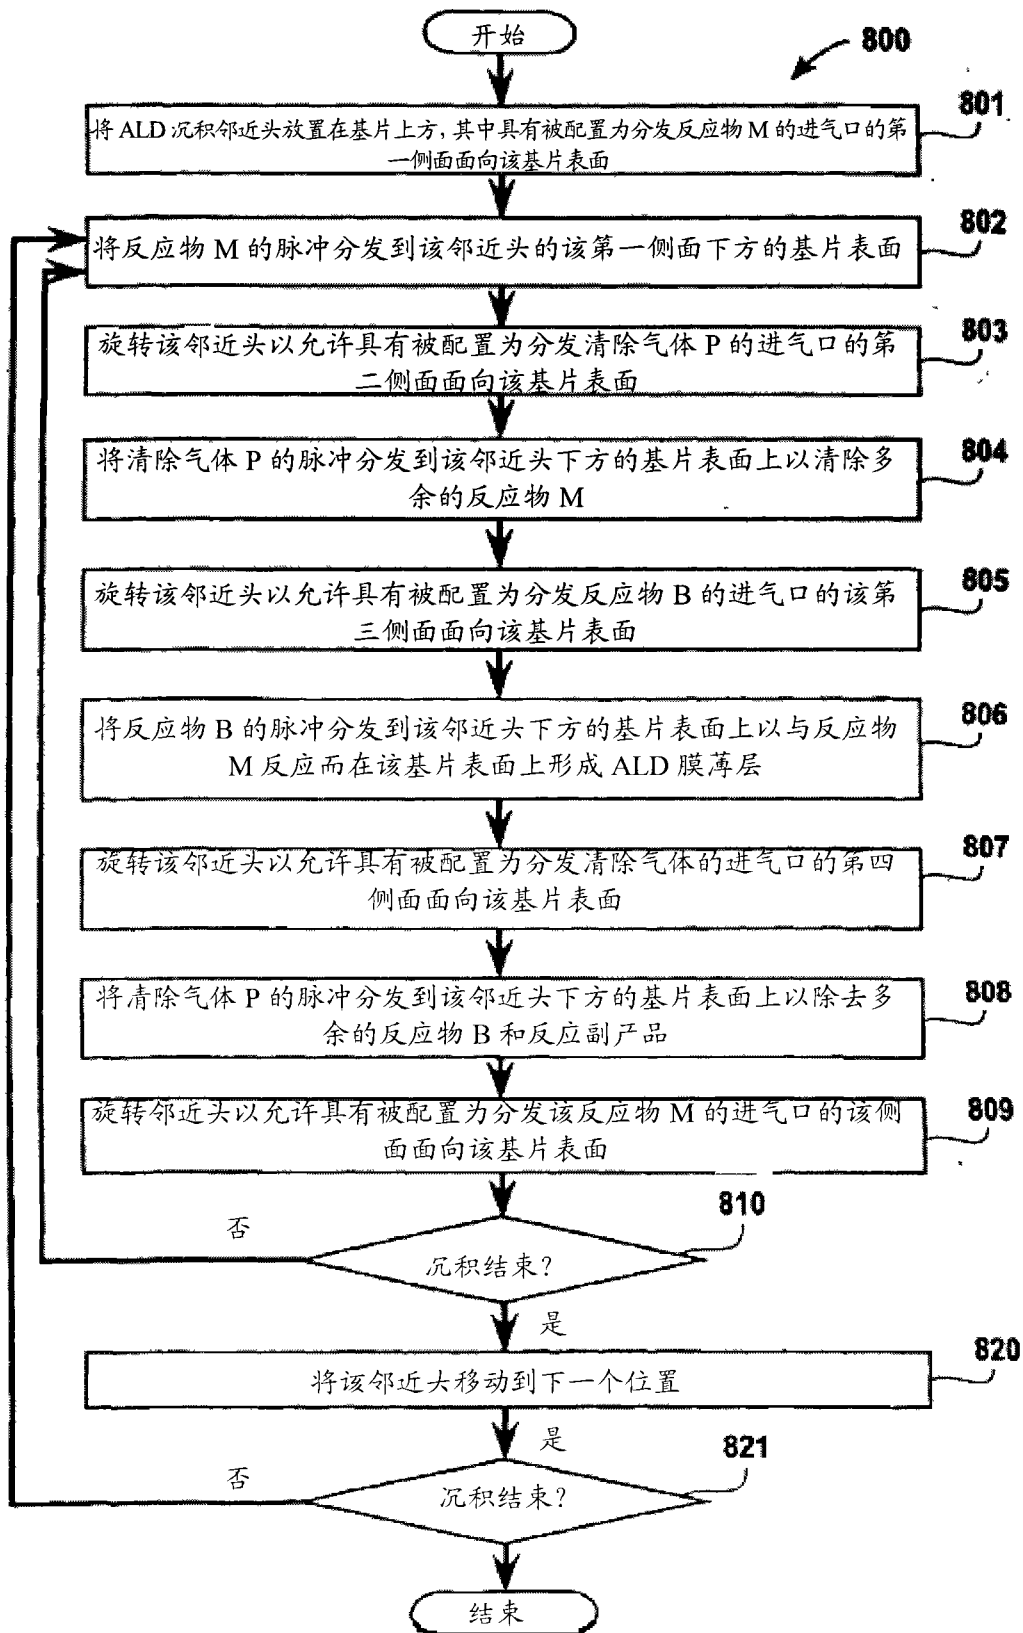 开始
800
801
将 ALD 沉积邻近头放置在基片上方，其中具有被配置为分发反应物 M 的进气口的第
一侧面面向该基片表面
802
将反应物 M 的脉冲分发到该邻近头的该第一侧面下方的基片表面
803
旋转该邻近头以允许具有被配置为分发清除气体 P 的进气口的第
二侧面面向该基片表面
804
将清除气体 P 的脉冲分发到该邻近头下方的基片表面上以清除多
余的反应物 M
805
旋转该邻近头以允许具有被配置为分发反应物 B 的进气口的该第
三侧面面向该基片表面
806
将反应物 B 的脉冲分发到该邻近头下方的基片表面上以与反应物
M 反应而在该基片表面上形成 ALD 膜薄层
807
旋转该邻近头以允许具有被配置为分发清除气体的进气口的第四
侧面面向该基片表面
808
将清除气体 P 的脉冲分发到该邻近头下方的基片表面上以除去多
余的反应物 B 和反应副产品
809
旋转邻近头以允许具有被配置为分发该反应物 M 的进气口的该侧
面面向该基片表面
810
否
沉积结束?
是
820
将该邻近头移动到下一个位置
是
821
否
沉积结束?
结束